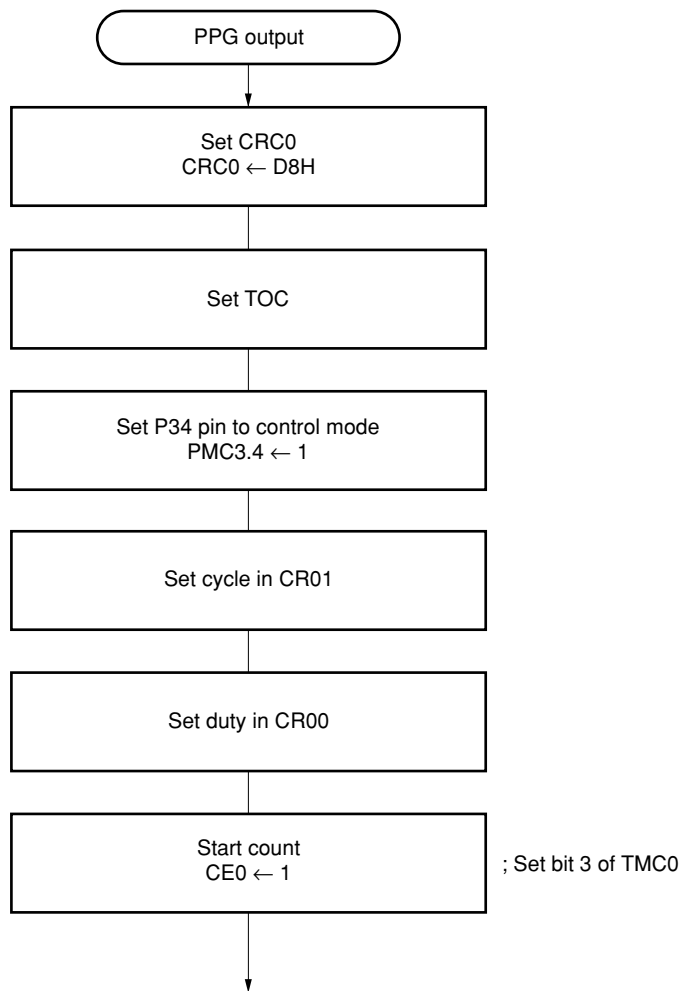 PPG output
Set CRC0
CRC0 ← D8H
Set TOC
Set P34 pin to control mode
PMC3.4 ← 1
Set cycle in CR01
Set duty in CR00
Start count
CE0 ← 1
; Set bit 3 of TMC0